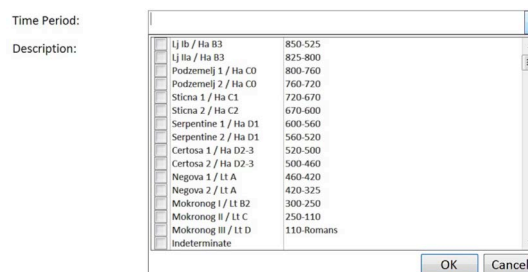 Time Period:
Description:
Lj Ib / Ha B3 850-525
Lj IIa / Ha B3 825-800
Podzemelj 1 / Ha C0 800-760
Podzemelj 2 / Ha C0 760-720
Sticna 1 / Ha C1 720-670
Sticna 2 / Ha C2 670-600
Serpentine 1 / Ha D1 600-560
Serpentine 2 / Ha D1 560-520
Certosa 1 / Ha D2-3 520-500
Certosa 2 / Ha D2-3 500-460
Negova 1 / Lt A 460-420
Negova 2 / Lt A 420-325
Mokronog I / Lt B2 300-250
Mokronog II / Lt C 250-110
Mokronog III / Lt D 110-Romans
Indeterminate
OK Cancel